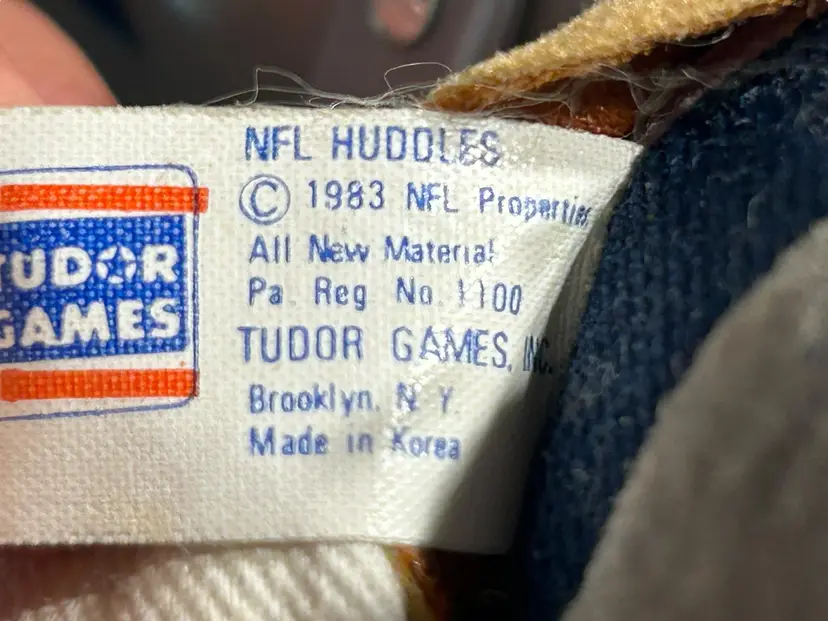 TUDOR
GAMES
NFL HUDDLES
© 1983 NFL Properties
All New Material
Pa. Reg No. 1100
TUDOR GAMES, INC.
Brooklyn, N.Y.
Made in Korea